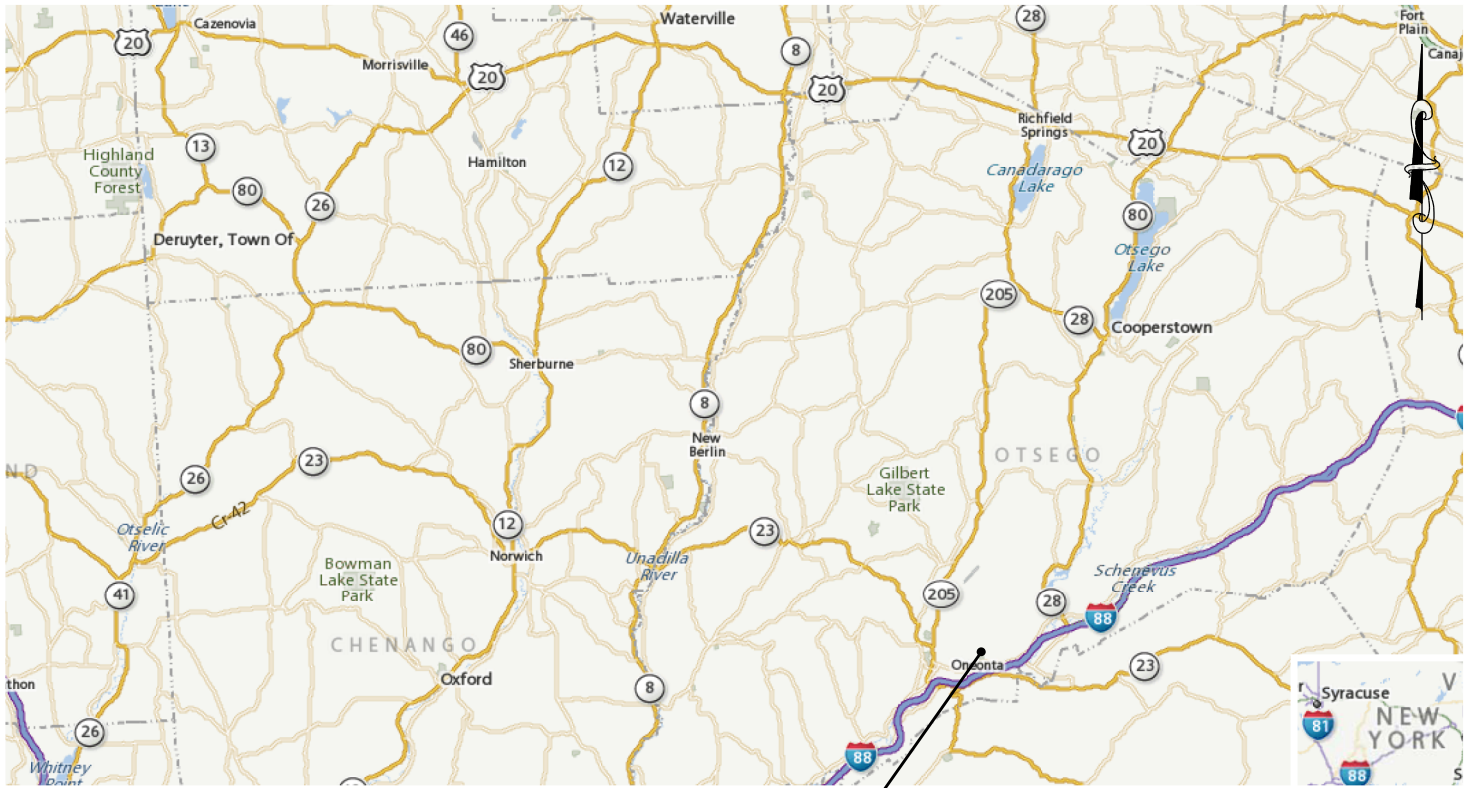 Waterville
28
Fort
Plain
Cazenovia
20
46
8
Canaj
Morrisville
20
20
Richfield
Springs
13
Highland
County
Forest
Hamilton
12
20
Canadarago
Lake
80
26
80
Deruyter, Town Of
Otsego
Lake
205
28
Cooperstown
80
Sherburne
8
New
Berlin
OTSEGO
ND
23
26
Gilbert
Lake State
Park
Cr-42
12
23
Otselic
River
Norwich
Unadilla
River
Bowman
Lake State
Park
Schenevus
Creek
41
205
28
88
CHENANGO
Oneonta
23
Oxford
thon
8
26
88
Whitney
Point
r
Syracuse
V
81
NEW
YORK
88
S